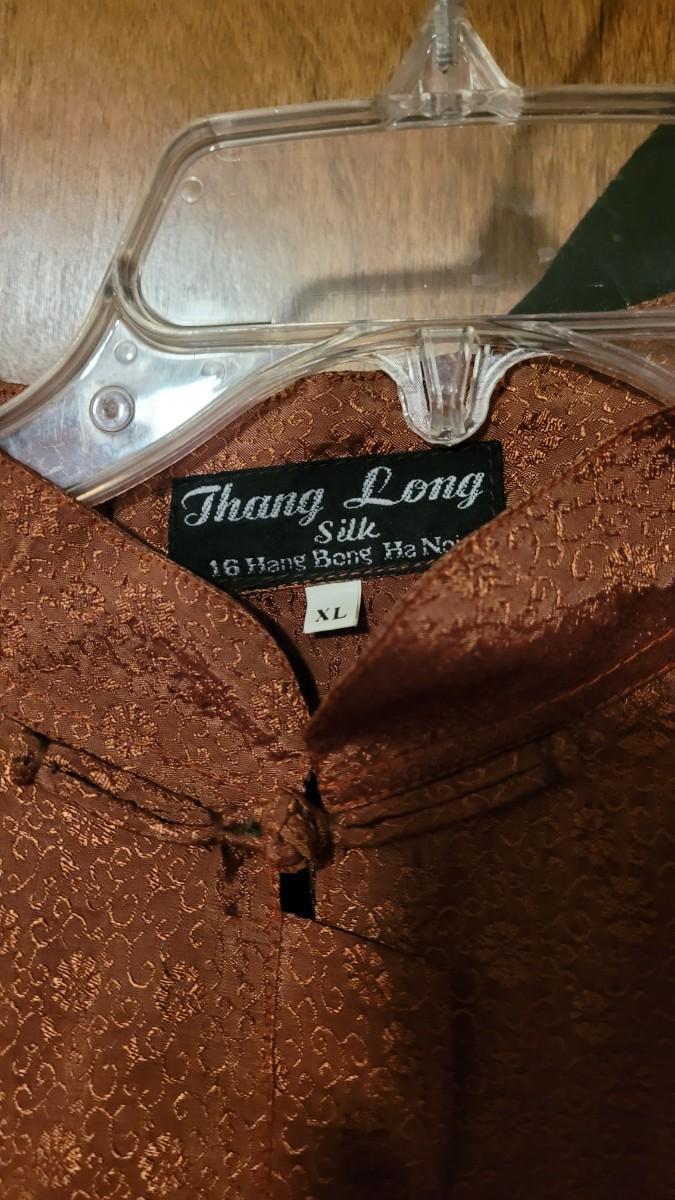 Thang Long
Silk
16 Hang Bong Ha Noi
XL